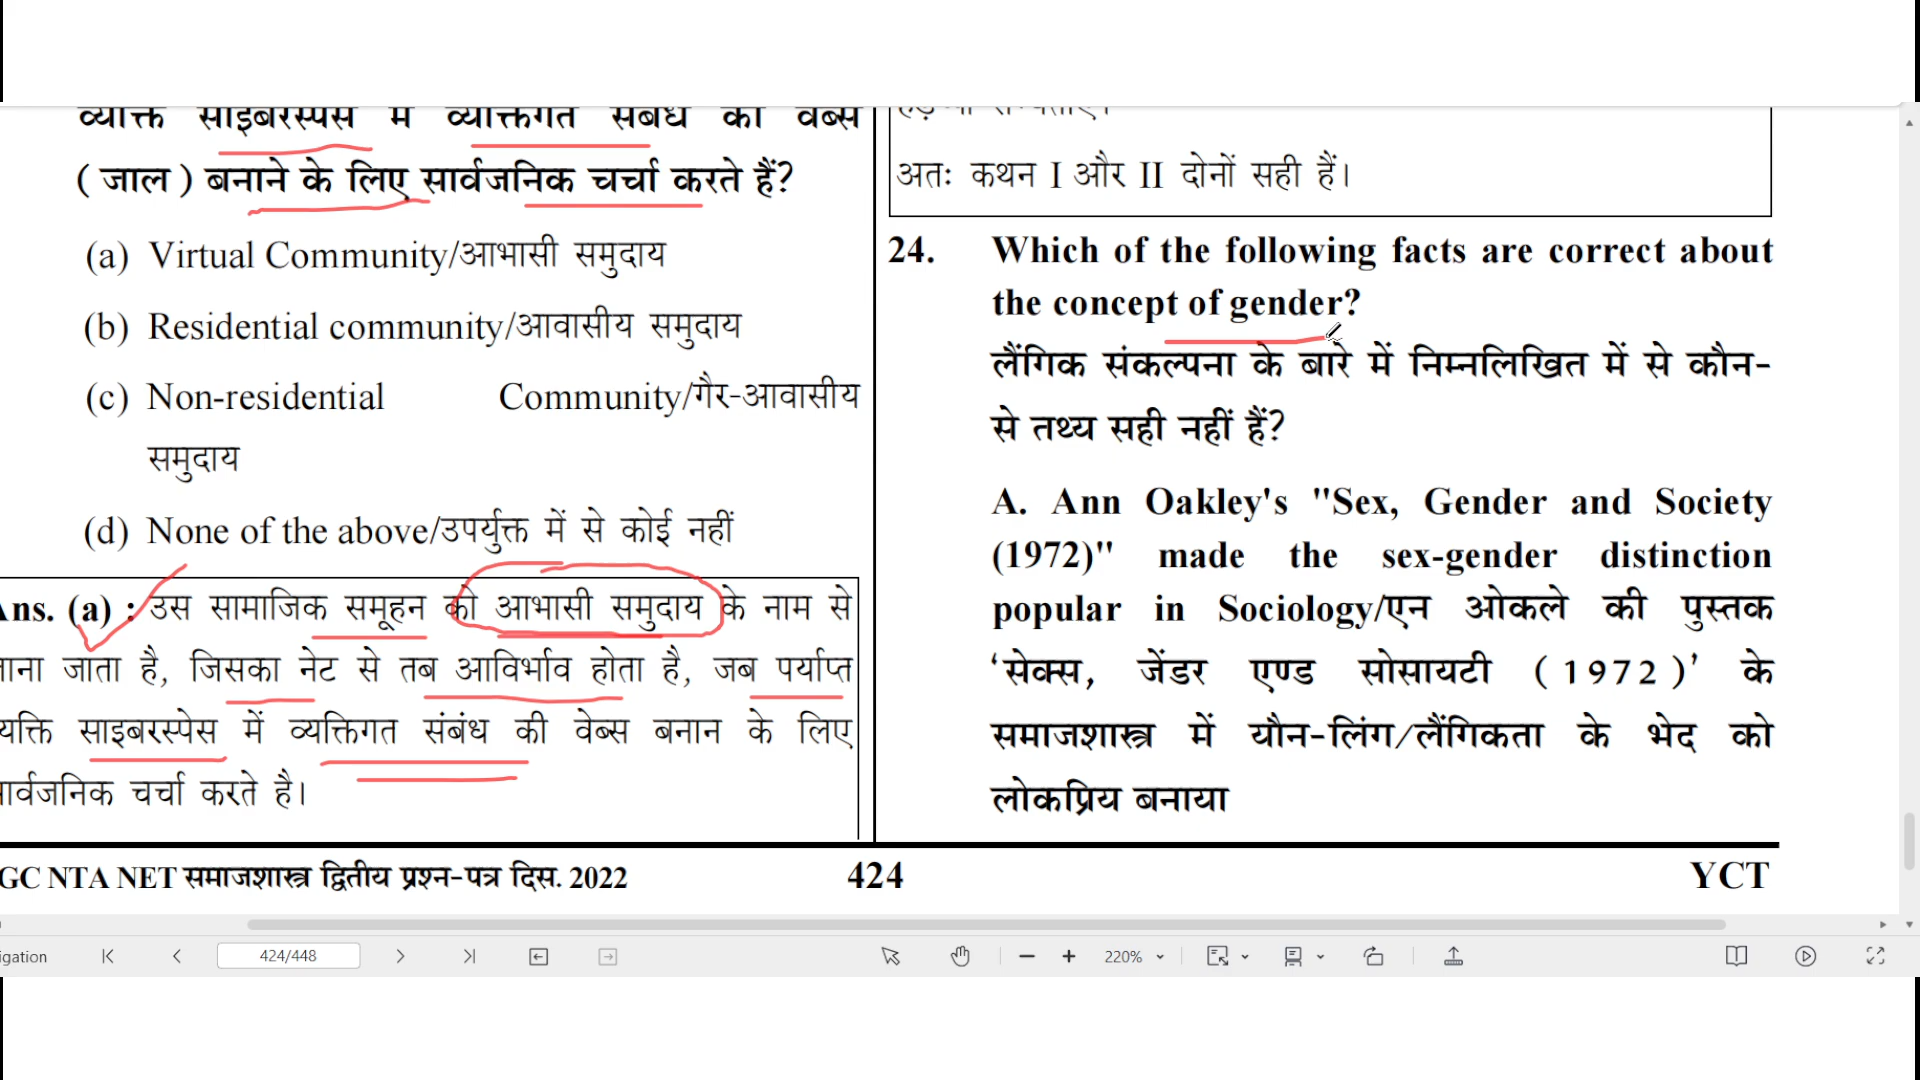 व्यक्ति साइबरस्पेस में व्यक्तिगत संबंध की वेब्स
( जाल ) बनाने के लिए सार्वजनिक चर्चा करते हैं?
(a) Virtual Community/आभासी समुदाय
(b) Residential community/आवासीय समुदाय
(c) Non-residential Community/गैर-आवासीय
समुदाय
(d) None of the above/उपर्युक्त में से कोई नहीं
Ans. (a) : उस सामाजिक समूहन को आभासी समुदाय के नाम से
जाता है, जिसका नेट से तब आविर्भाव होता है, जब पर्याप्त
साइबरस्पेस में व्यक्तिगत संबंध की वेब्स बनान के लिए
चर्चा करते है।
अतः कथन I और II दोनों सही हैं।
24. Which of the following facts are correct about
the concept of gender?
लैंगिक संकल्पना के बारे में निम्नलिखित में से कौन-
से तथ्य सही नहीं हैं?
A. Ann Oakley's "Sex, Gender and Society
(1972)" made the sex-gender distinction
popular in Sociology/एन ओकले की पुस्तक
‘सेक्स, जेंडर एण्ड सोसायटी (1972)’ के
समाजशास्त्र में यौन-लिंग/लैंगिकता के भेद को
लोकप्रिय बनाया
GC NTA NET समाजशास्त्र द्वितीय प्रश्न-पत्र दिस. 2022 424 YCT
igation 424/448 220%